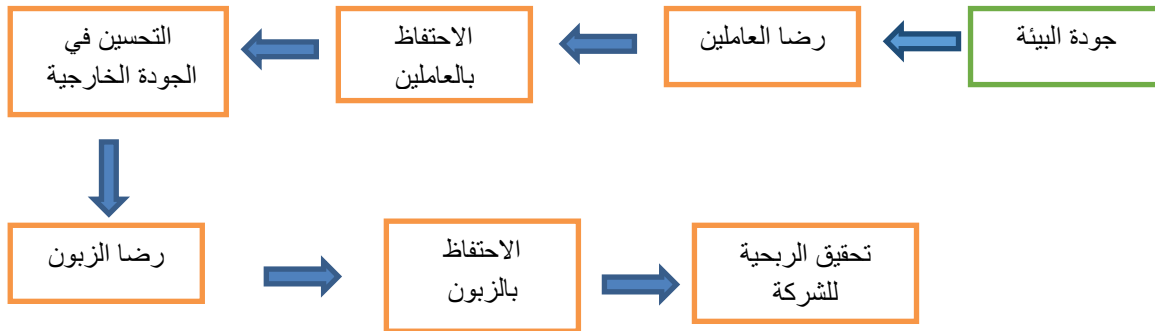 جودة البيئة
رضا العاملين
الاحتفاظ
بالعاملين
التحسين في
الجودة الخارجية
رضا الزبون
الاحتفاظ
بالزبون
تحقيق الربحية
للشركة